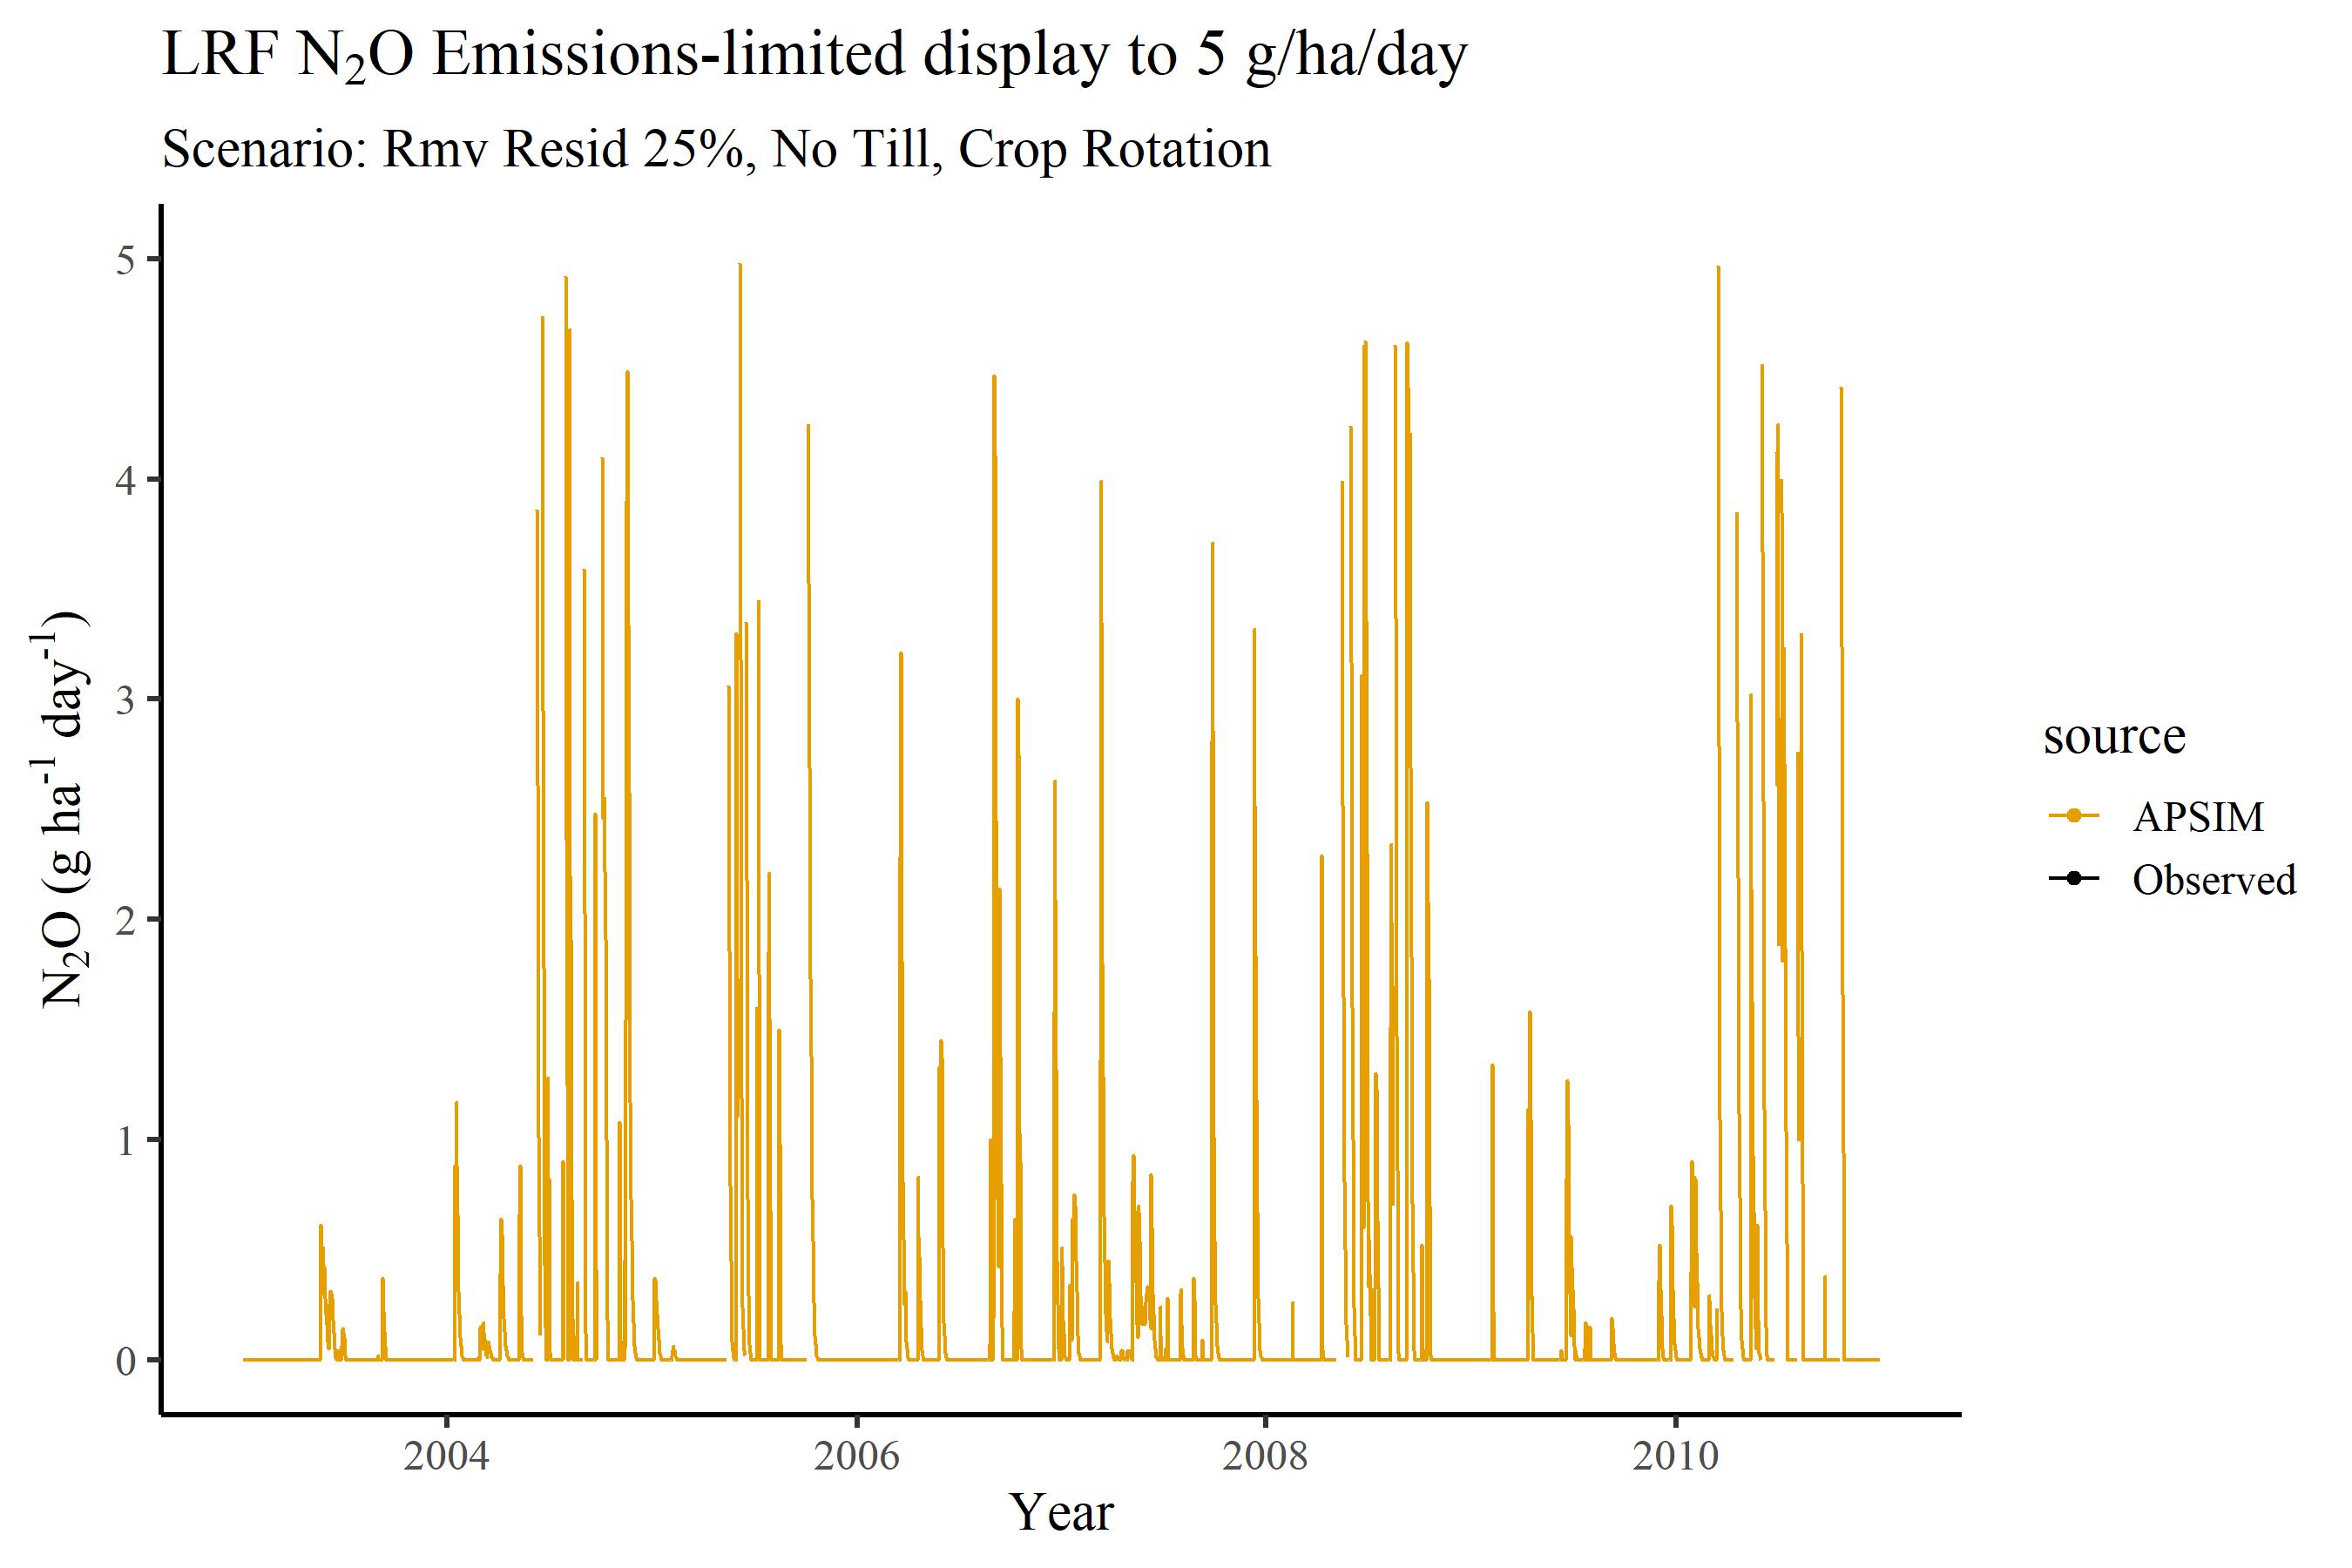 LRF N₂O Emissions-limited display to 5 g/ha/day
Scenario: Rmv Resid 25%, No Till, Crop Rotation
N₂O (g ha⁻¹ day⁻¹)
5
4
3
2
1
0
2004 2006 2008 2010
Year
source
APSIM
Observed